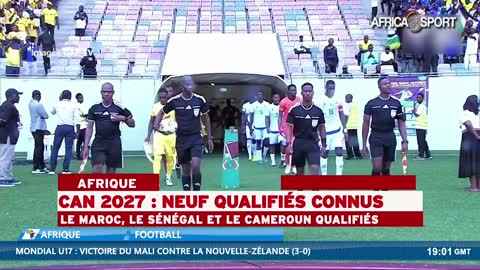 AFRICA SPORT
AFRIQUE
CAN 2027 : NEUF QUALIFIÉS CONNUS
LE MAROC, LE SÉNÉGAL ET LE CAMEROUN QUALIFIÉS
AFRIQUE FOOTBALL
MONDIAL U17 : VICTOIRE DU MALI CONTRE LA NOUVELLE-ZÉLANDE (3-0) 19:01 GMT